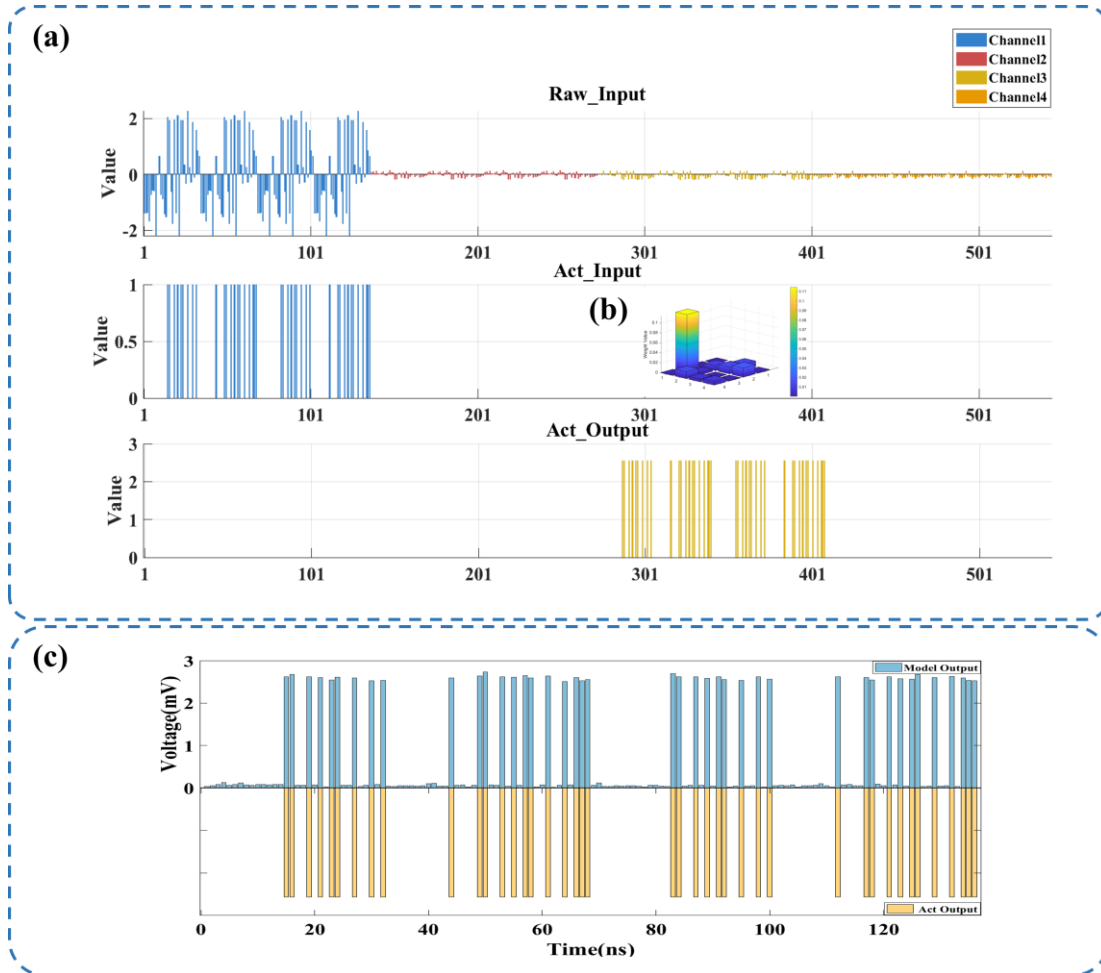 (a)
Channel1
Channel2
Channel3
Channel4
Raw_Input
Value
2
0
-2
1 101 201 301 401 501
Act_Input
Value
1
0.5
0
1 101 201 301 401 501
(b)
Weight Value
Act_Output
Value
3
2
1
0
1 101 201 301 401 501
(c)
Model Output
Voltage(mV)
3
2
1
0
Act Output
0 20 40 60 80 100 120
Time(ns)